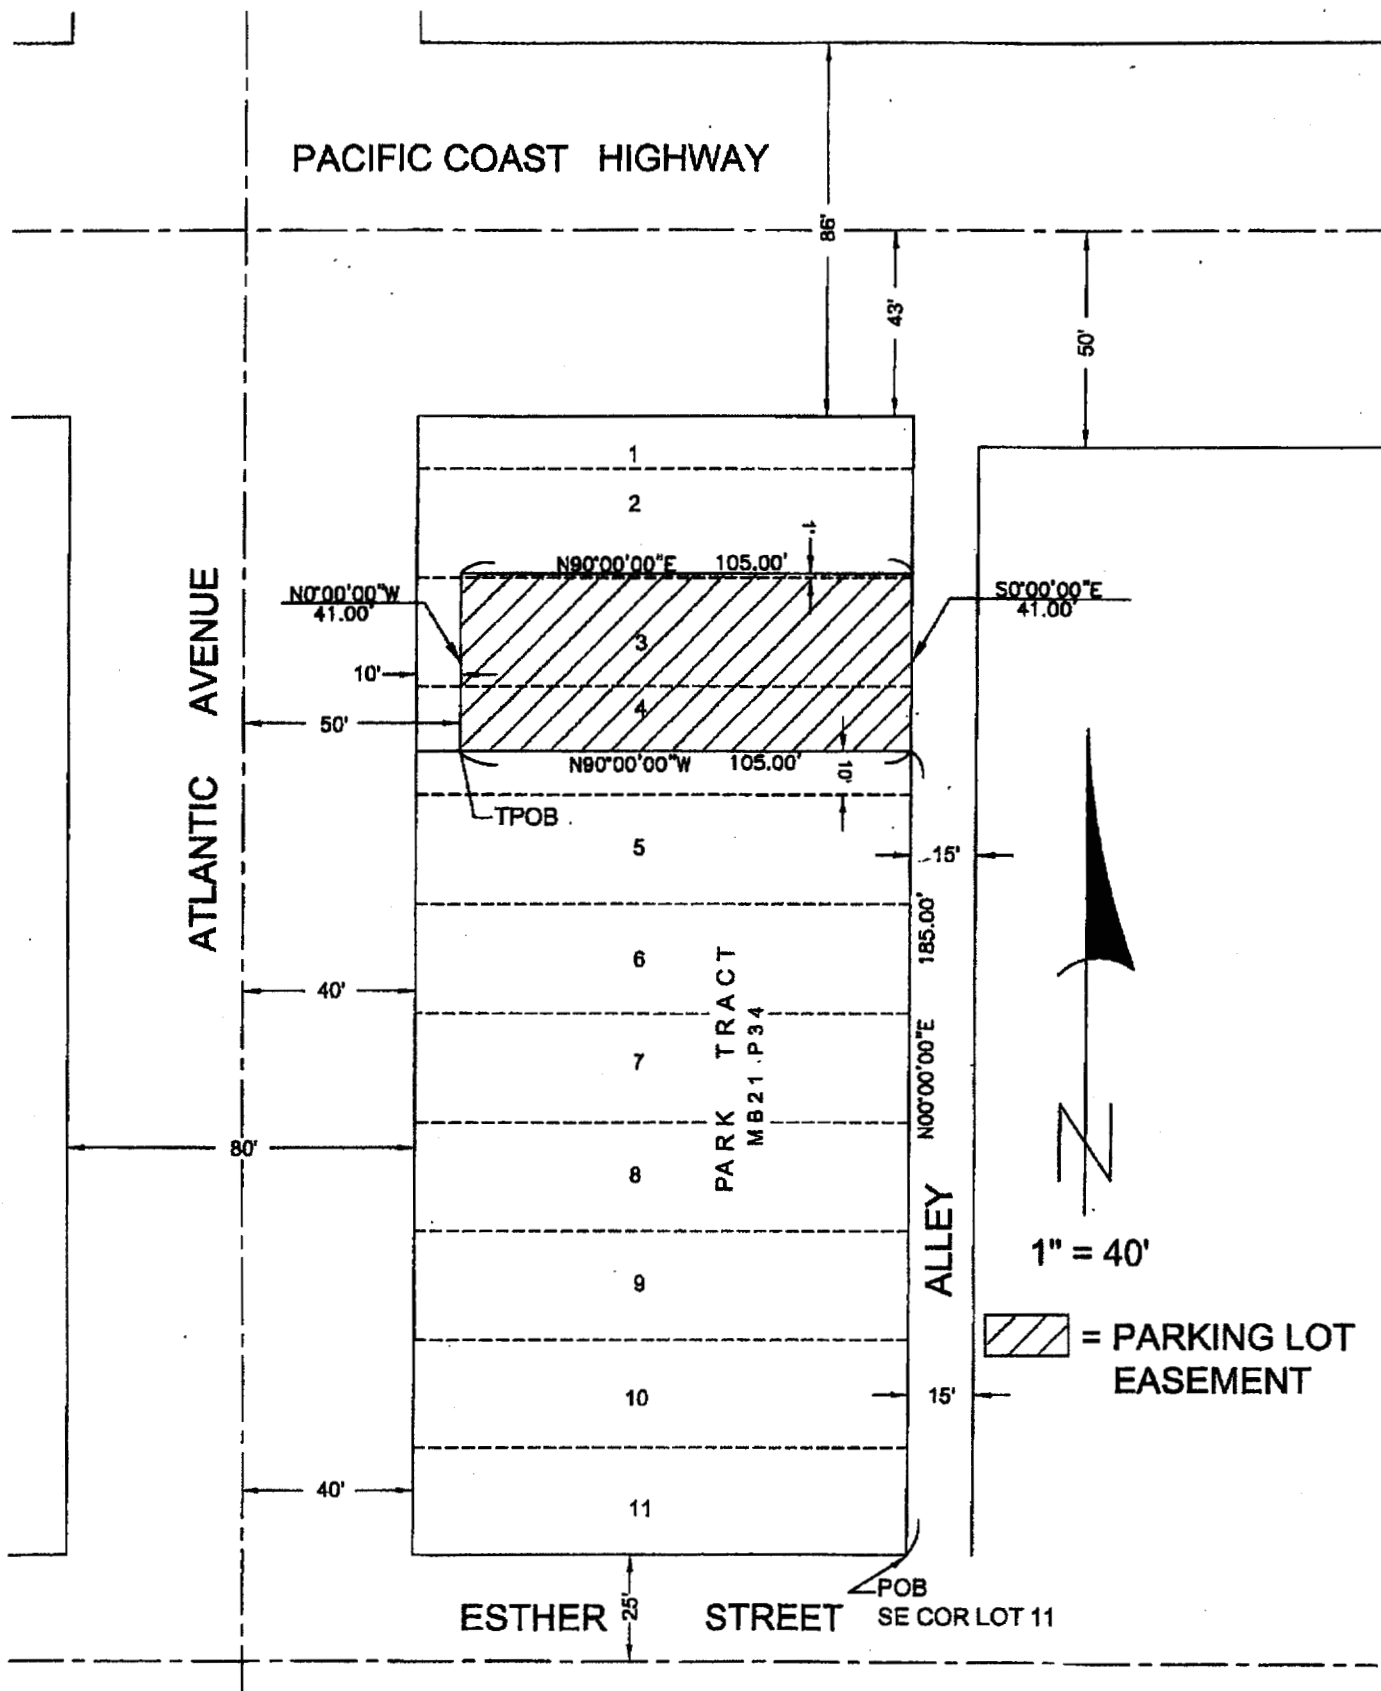 PACIFIC COAST HIGHWAY
86'
43'
50'
1
2
1'
N90°00'00"E 105.00'
N0°00'00"W
41.00'
S0°00'00"E
41.00'
3
10'
4
50'
N90°00'00"W 105.00'
10'
TPOB
ATLANTIC AVENUE
5
15'
185.00'
6
40'
PARK TRACT
MB21 P34
N00°00'00"E
7
80'
8
ALLEY
N
1" = 40'
9
= PARKING LOT
EASEMENT
10
15'
40'
11
25'
ESTHER STREET
POB
SE COR LOT 11